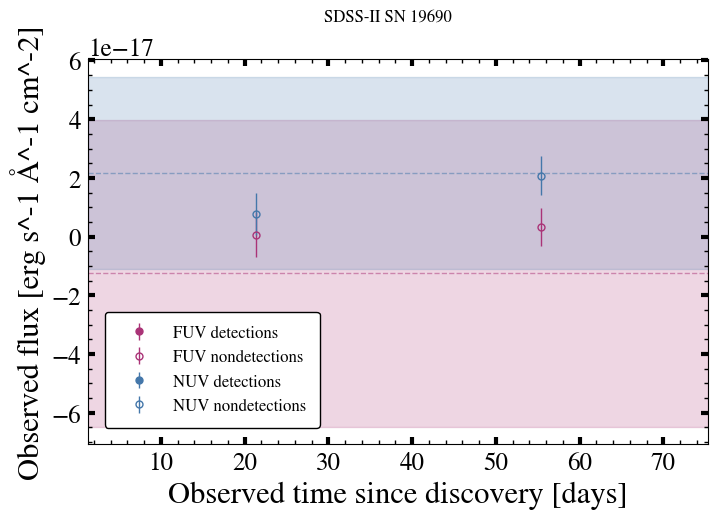 SDSS-II SN 19690
1e−17
6
4
2
0
−2
−4
−6
Observed flux [erg s^-1 Å^-1 cm^-2]
FUV detections
FUV nondetections
NUV detections
NUV nondetections
10 20 30 40 50 60 70
Observed time since discovery [days]